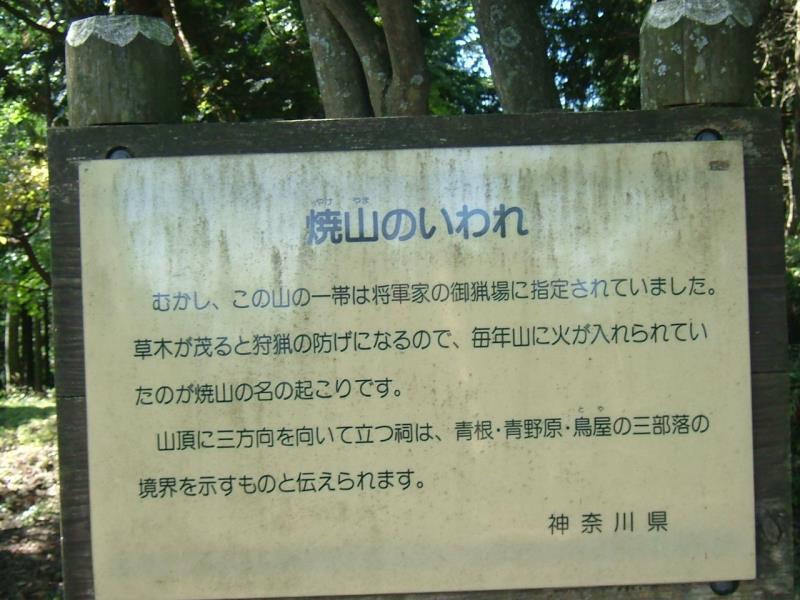 焼山のいわれ
むかし、この山の一帯は将軍家の御猟場に指定されていました。
草木が茂ると狩猟の防げになるので、毎年山に火が入れられてい
たのが焼山の名の起こりです。
山頂に三方向を向いて立つ祠は、青根・青野原・鳥屋の三部落の
境界を示すものと伝えられます。
神奈川県